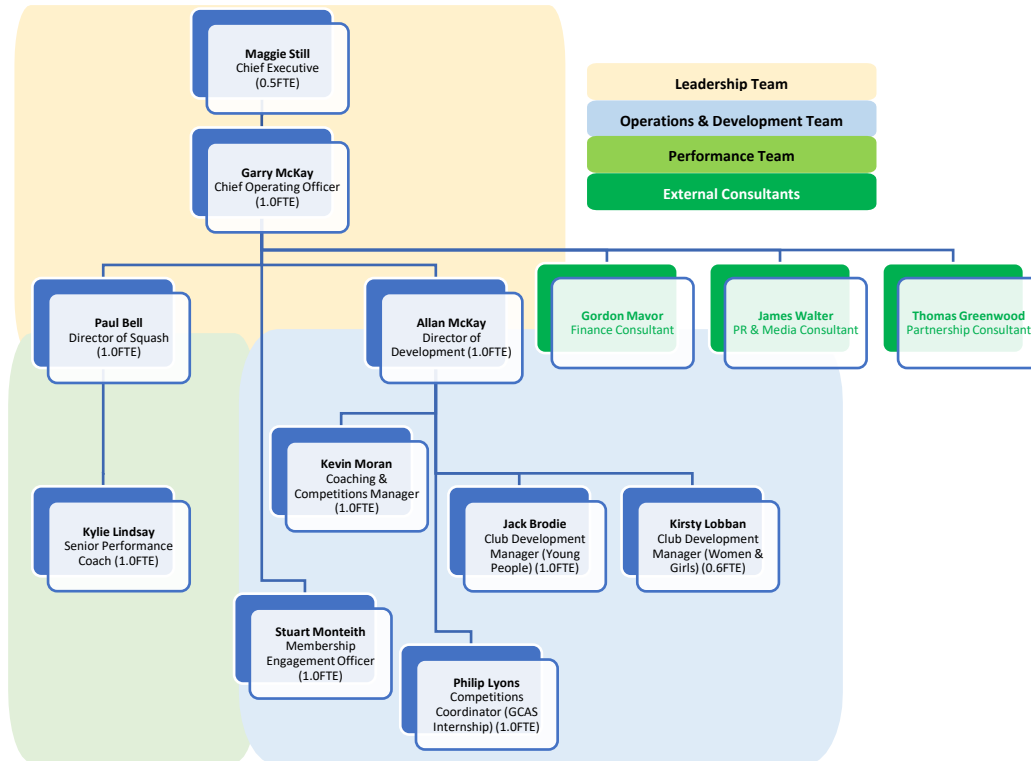 Maggie Still
Chief Executive
(0.5FTE)
Leadership Team
Operations & Development Team
Performance Team
External Consultants
Garry McKay
Chief Operating Officer
(1.0FTE)
Paul Bell
Director of Squash
(1.0FTE)
Allan McKay
Director of
Development (1.0FTE)
Gordon Mavor
Finance Consultant
James Walter
PR & Media Consultant
Thomas Greenwood
Partnership Consultant
Kevin Moran
Coaching &
Competitions Manager
(1.0FTE)
Kylie Lindsay
Senior Performance
Coach (1.0FTE)
Jack Brodie
Club Development
Manager (Young
People) (1.0FTE)
Kirsty Lobban
Club Development
Manager (Women &
Girls) (0.6FTE)
Stuart Monteith
Membership
Engagement Officer
(1.0FTE)
Philip Lyons
Competitions
Coordinator (GCAS
Internship) (1.0FTE)